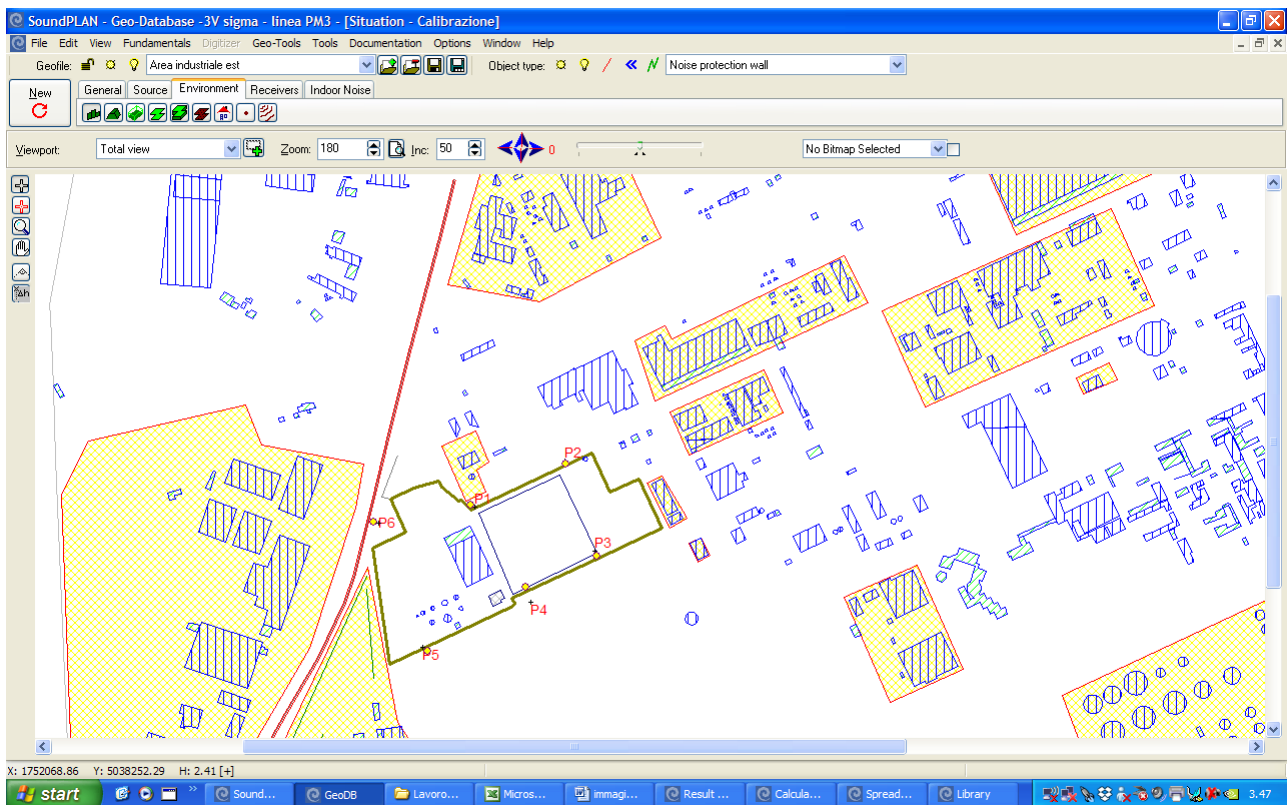 SoundPLAN - Geo-Database -3V sigma - linea PM3 - [Situation - Calibrazione]
File Edit View Fundamentals Digitizer Geo-Tools Tools Documentation Options Window Help
Geofile: Area industriale est Object type: Noise protection wall
New General Source Environment Receivers Indoor Noise
Viewport: Total view Zoom: 180 Inc: 50 0 No Bitmap Selected
P2
P1
P6
P3
P4
P5
X: 1752068.86 Y: 5038252.29 H: 2.41 [+]
start Sound... GeoDB Lavoro... Micros... immagi... Result ... Calcula... Spread... Library 3.47